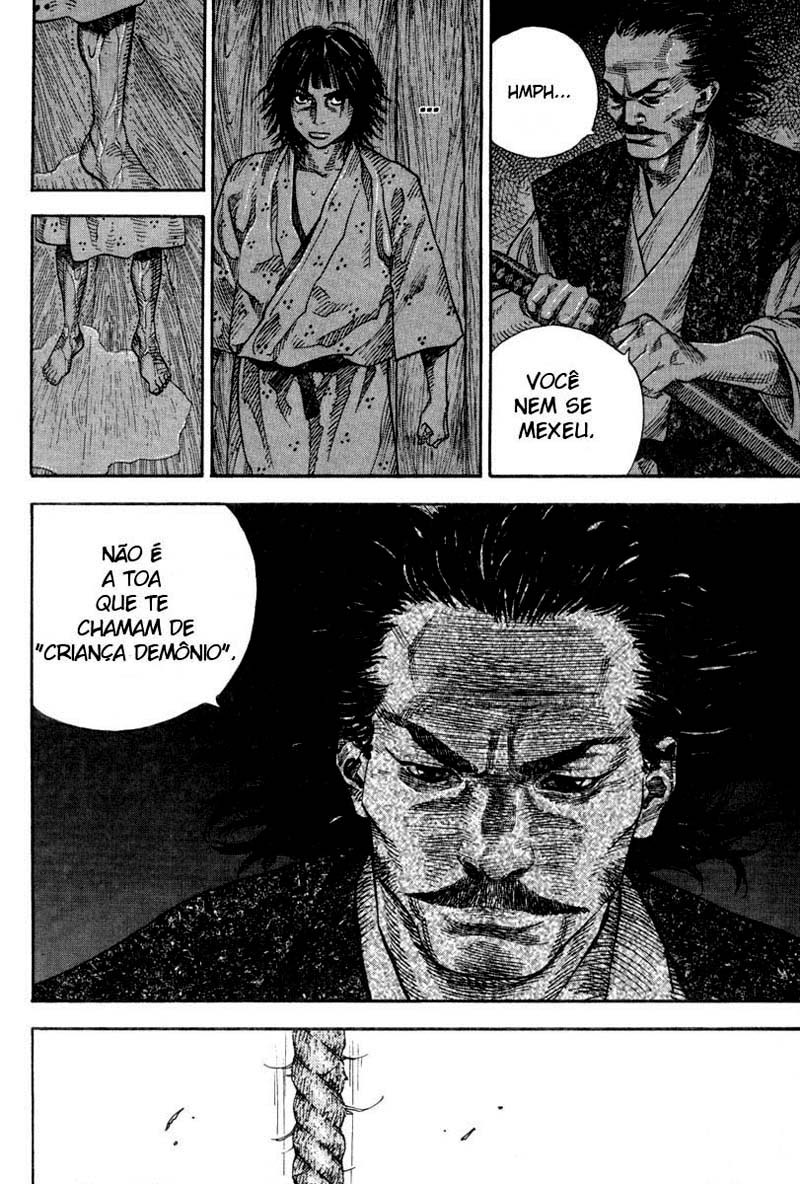 HMPH...
VOCÊ
NEM SE
MEXEU.
...
NÃO É
A TOA
QUE TE
CHAMAM DE
"CRIANÇA DEMÔNIO".